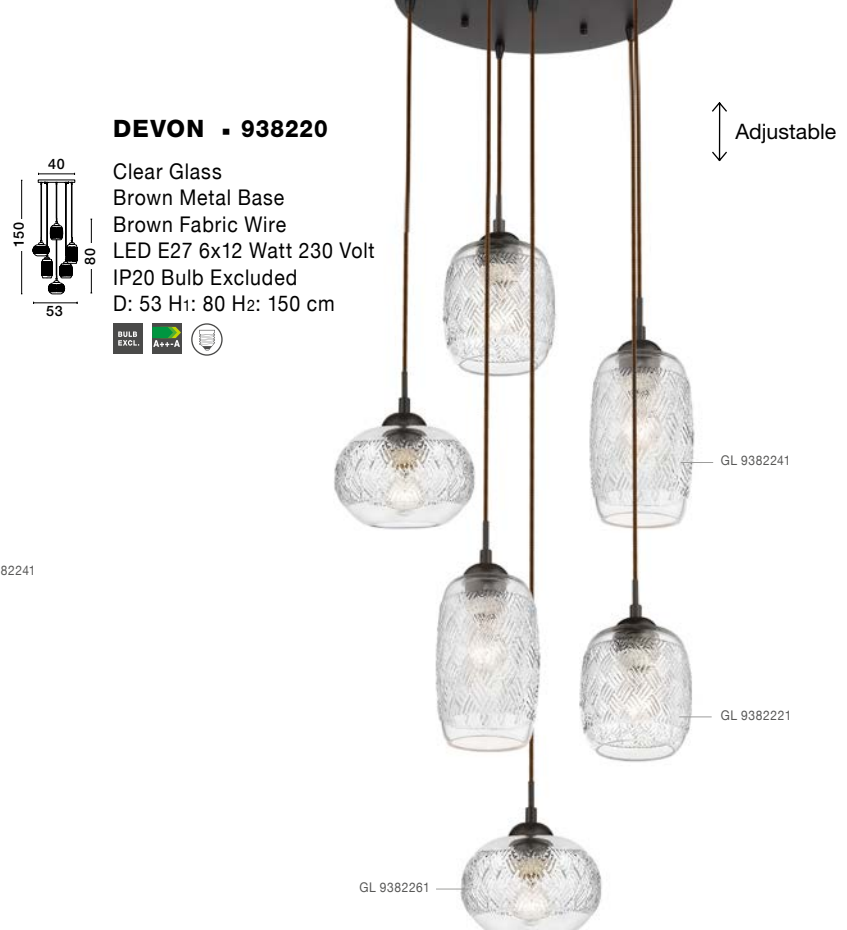 DEVON ▪ 938220
Adjustable
Clear Glass
Brown Metal Base
Brown Fabric Wire
LED E27 6x12 Watt 230 Volt
IP20 Bulb Excluded
D: 53 H1: 80 H2: 150 cm
40
150
80
53
BULB
EXCL.
A++-A
GL 9382241
82241
GL 9382221
GL 9382261